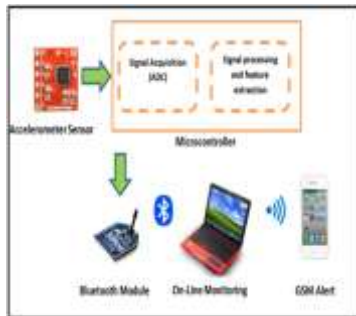 Signal Acquisition
(ADC)
Signal processing
and feature
extraction
Accelerometer Sensor
Microcontroller
Bluetooth Module
On-Line Monitoring
GSM Alert